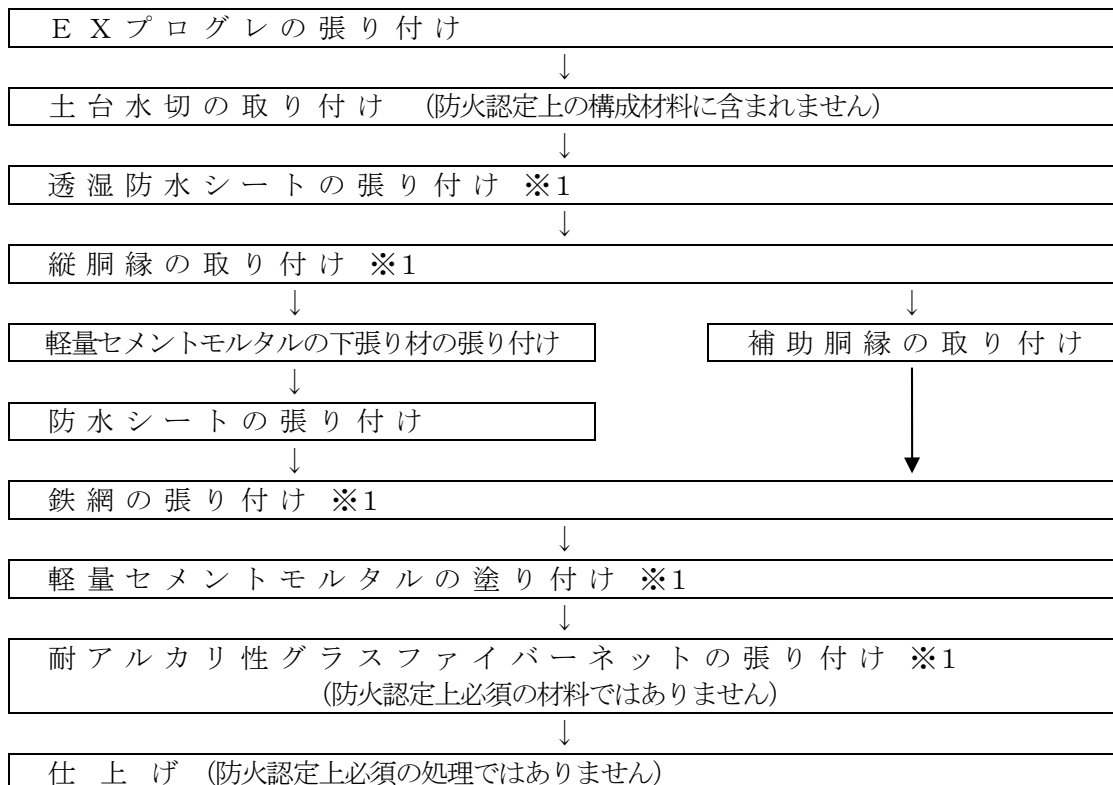 ＥＸプログレの張り付け
↓
土台水切の取り付け (防火認定上の構成材料に含まれません)
↓
透湿防水シートの張り付け ※1
↓
縦胴縁の取り付け ※1
↓ ↓
軽量セメントモルタルの下張り材の張り付け 補助胴縁の取り付け
↓
防水シートの張り付け
↓
鉄網の張り付け ※1
↓
軽量セメントモルタルの塗り付け ※1
↓
耐アルカリ性グラスファイバーネットの張り付け ※1
(防火認定上必須の材料ではありません)
↓
仕上げ (防火認定上必須の処理ではありません)